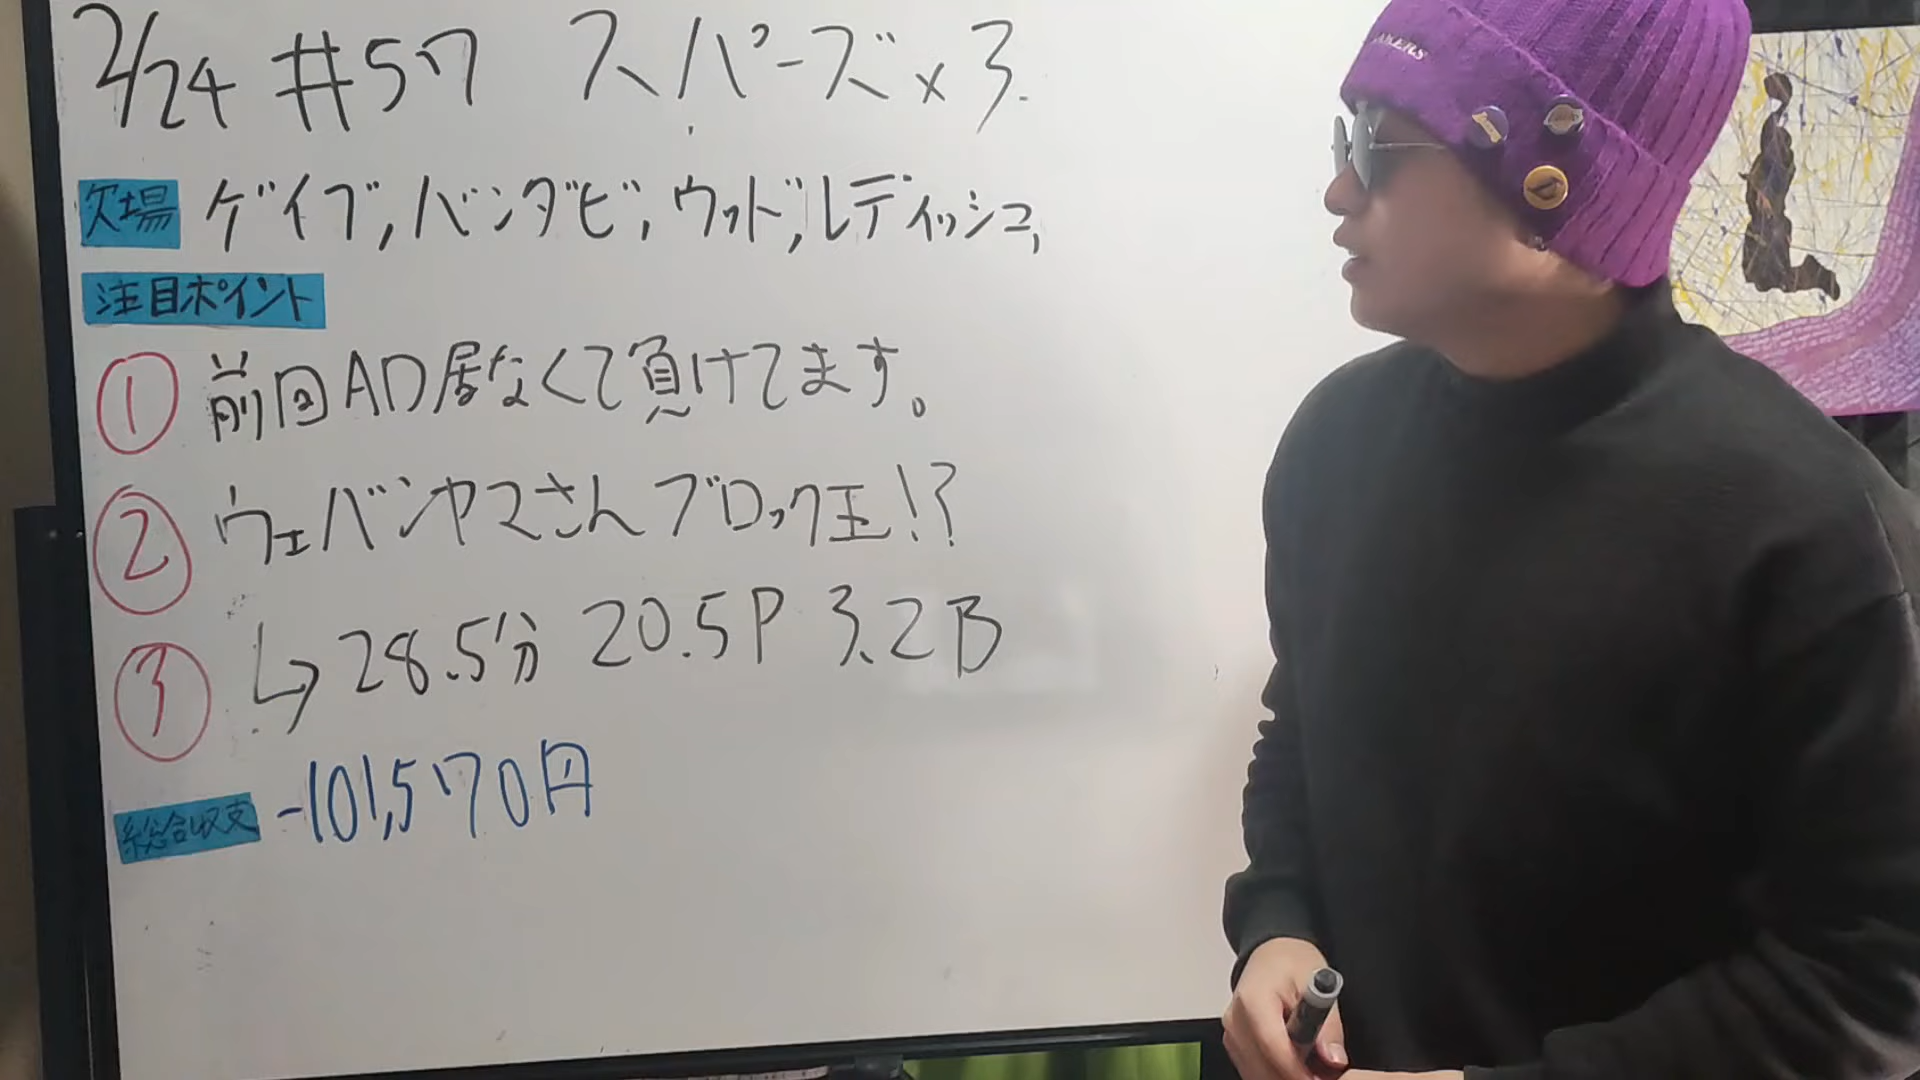 2/24 #57 スパーズ×3.
欠場 ゲイブ,バンダビ,ウッド,レディッシュ,
注目ポイント
① 前回AD居なくて負けてます。
② ウェバンヤマさんブロック王!?
③ ↳28.5分 20.5P 3.2B
総合収支 -101,570円